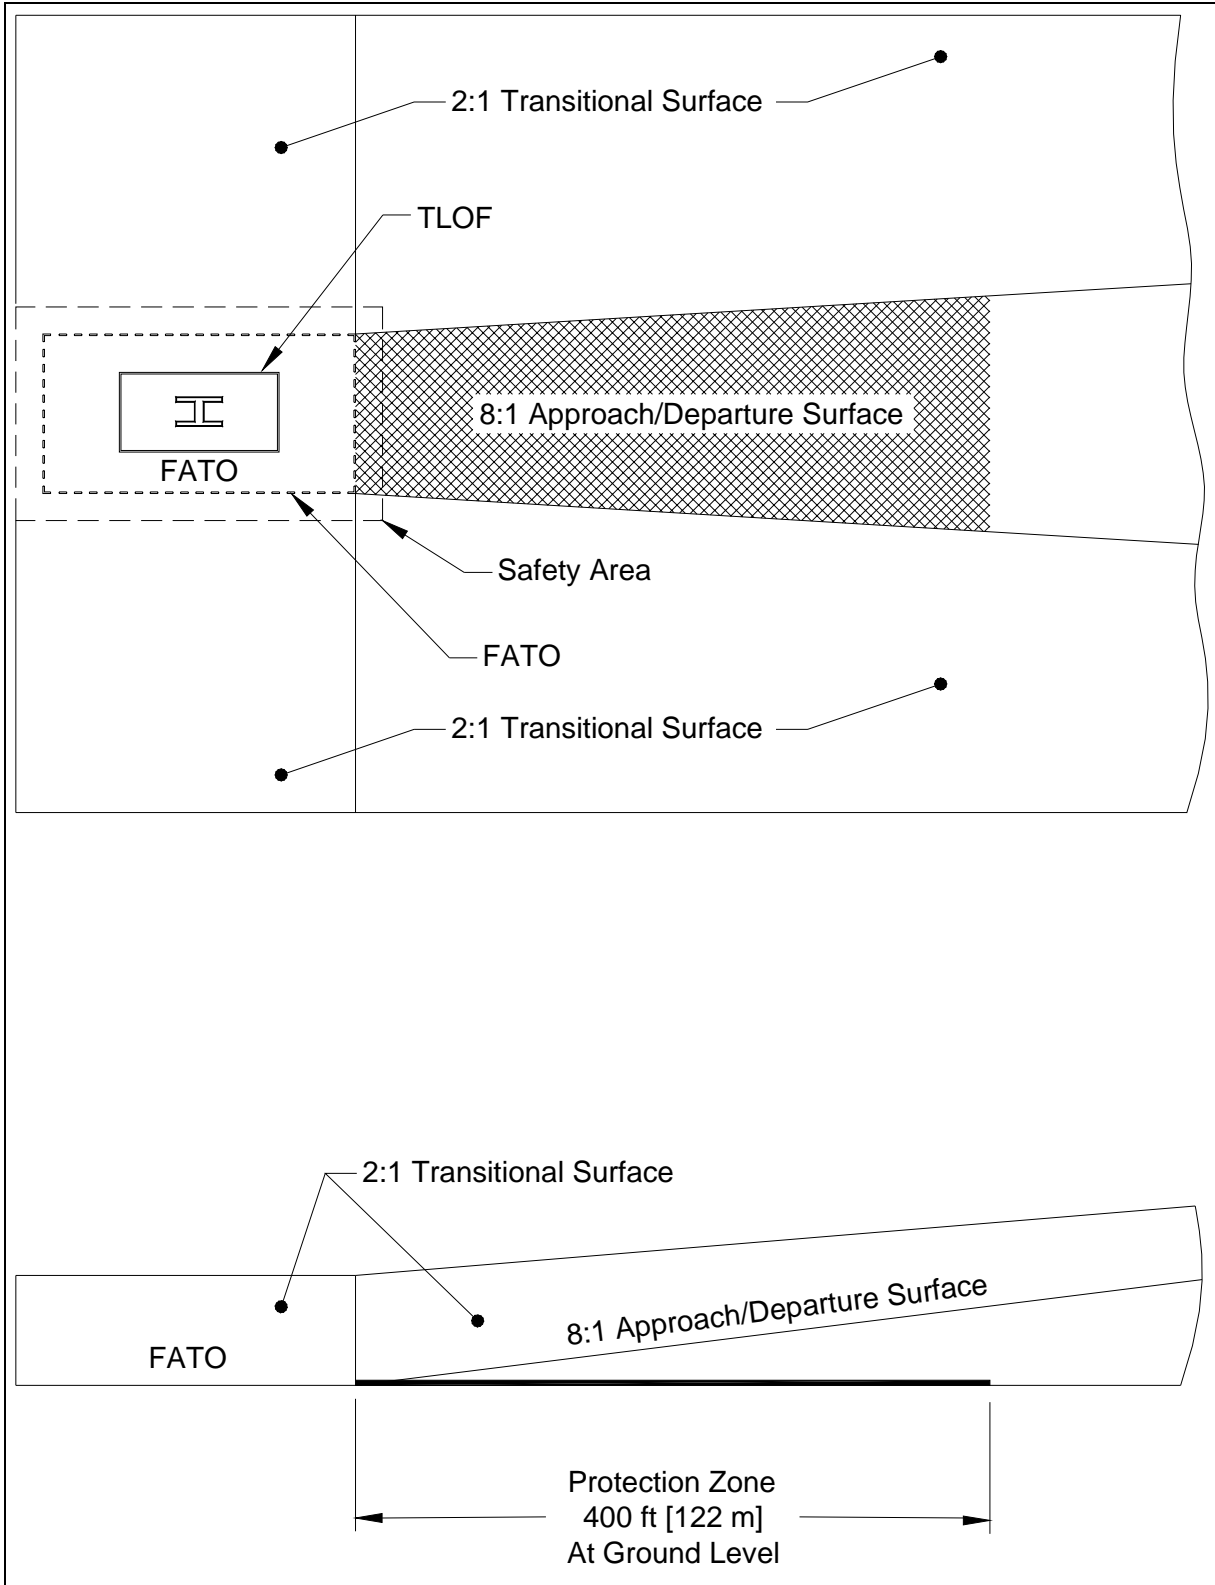 2:1 Transitional Surface
TLOF
8:1 Approach/Departure Surface
H
FATO
Safety Area
FATO
2:1 Transitional Surface
2:1 Transitional Surface
8:1 Approach/Departure Surface
FATO
Protection Zone
400 ft [122 m]
At Ground Level